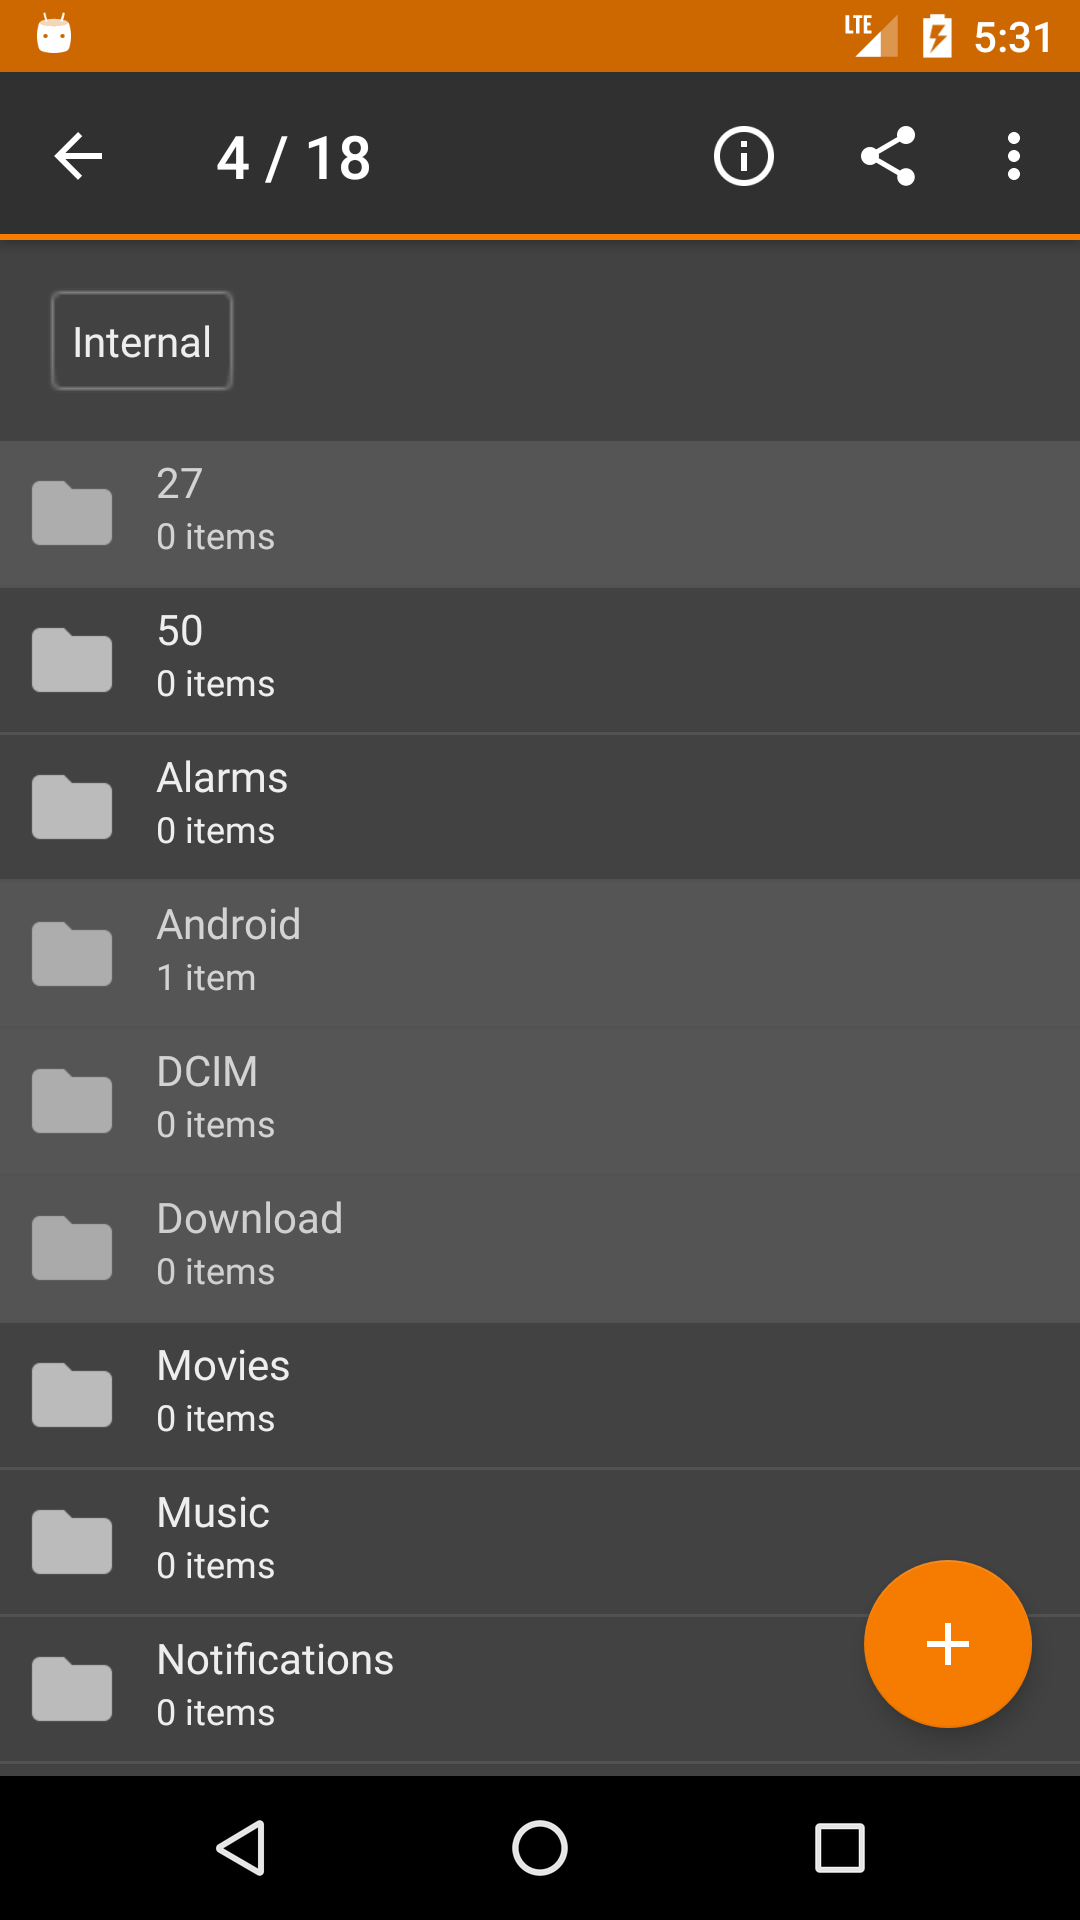 LTE 5:31
4 / 18
Internal
27
0 items
50
0 items
Alarms
0 items
Android
1 item
DCIM
0 items
Download
0 items
Movies
0 items
Music
0 items
Notifications
0 items